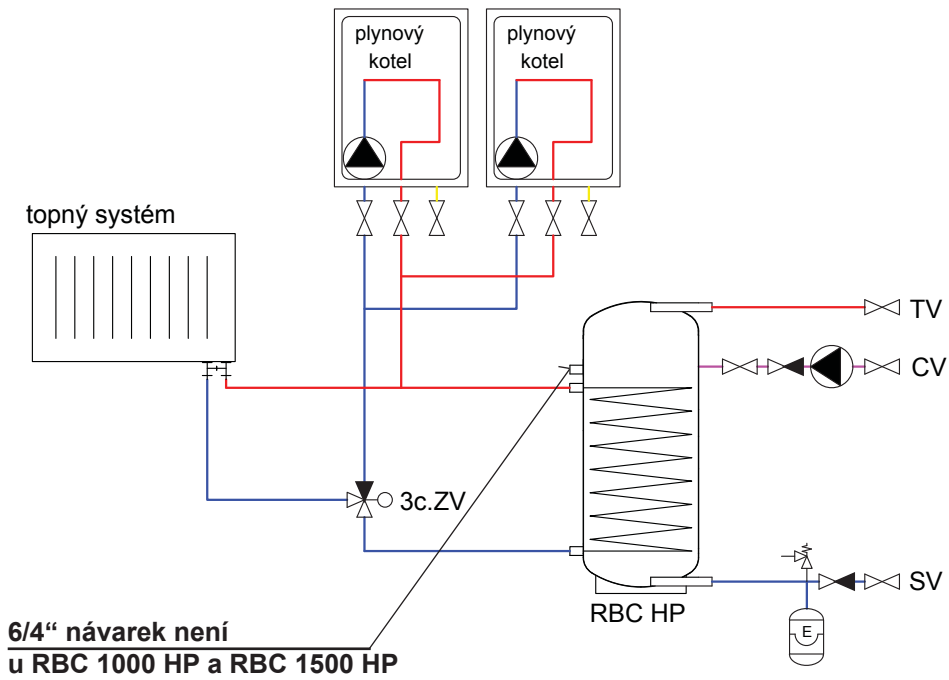 plynový
kotel
plynový
kotel
topný systém
TV
CV
3c.ZV
SV
RBC HP
E
6/4“ návarek není
u RBC 1000 HP a RBC 1500 HP